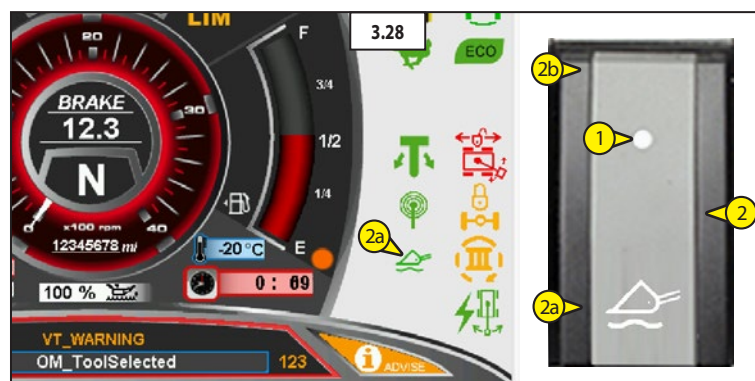 LIM
3.28
F
ECO
20
3/4
BRAKE
12.3
30
1/2
N
1/4
x100 rpm
0
40
12345678 mi
E
-20 °C
0 : 09
100 %
VT_WARNING
OM_ToolSelected
123
i
ADVISE
2a
2b
1
2
2a